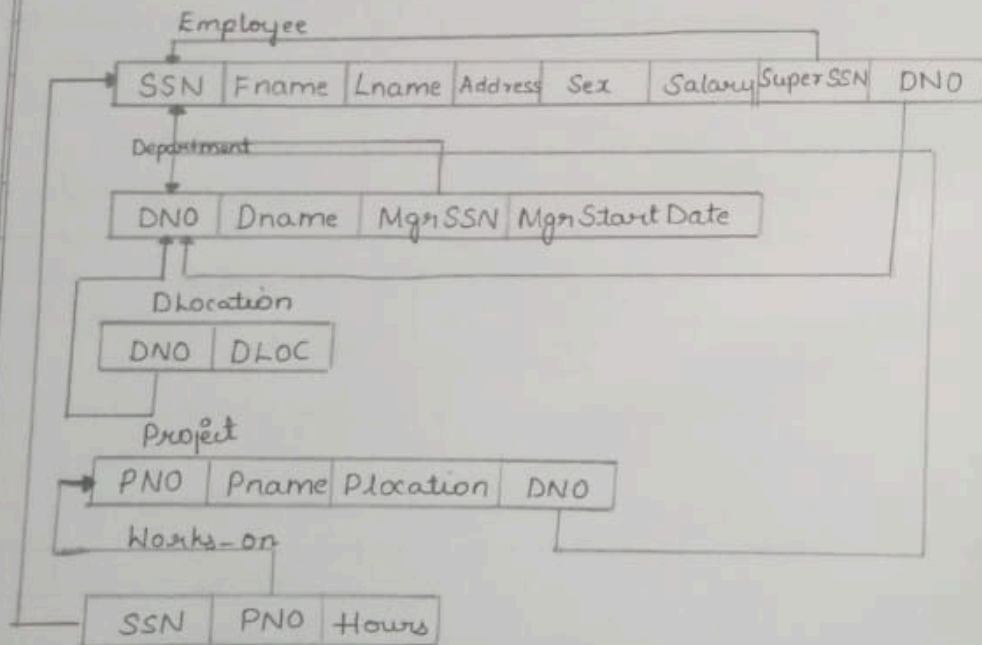 Employee
SSN Fname Lname Address Sex Salary SuperSSN DNO
Department
DNO Dname MgrSSN MgrStartDate
DLocation
DNO DLOC
Project
PNO Pname Plocation DNO
Works-on
SSN PNO Hours